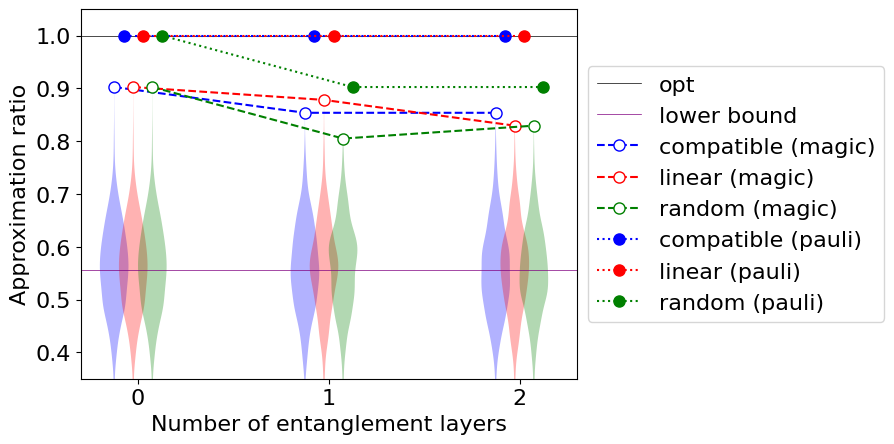 1.0
0.9
0.8
0.7
0.6
0.5
0.4
Approximation ratio
0 1 2
Number of entanglement layers
opt
lower bound
compatible (magic)
linear (magic)
random (magic)
compatible (pauli)
linear (pauli)
random (pauli)